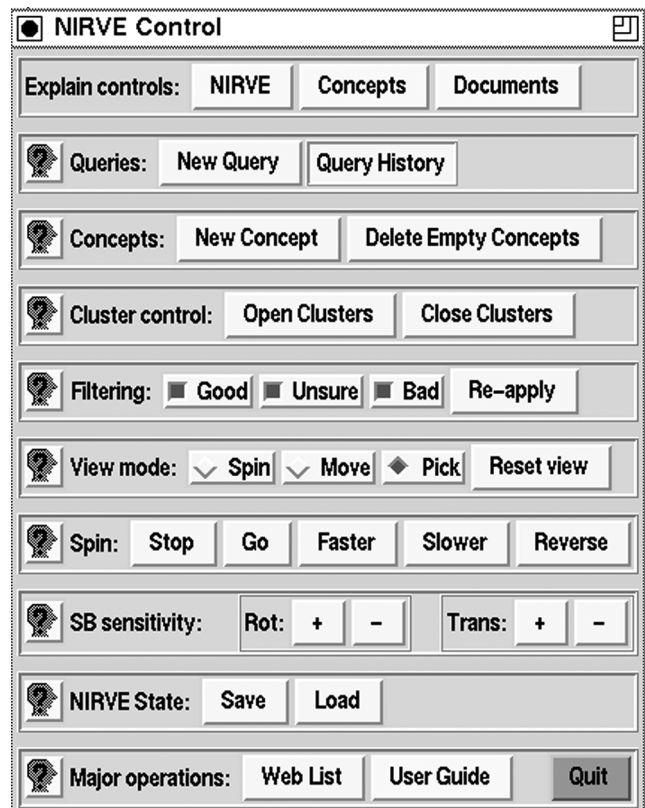 NIRVE Control
Explain controls: NIRVE Concepts Documents
? Queries: New Query Query History
? Concepts: New Concept Delete Empty Concepts
? Cluster control: Open Clusters Close Clusters
? Filtering: Good Unsure Bad Re-apply
? View mode: Spin Move Pick Reset view
? Spin: Stop Go Faster Slower Reverse
? SB sensitivity: Rot: + - Trans: + -
? NIRVE State: Save Load
? Major operations: Web List User Guide Quit